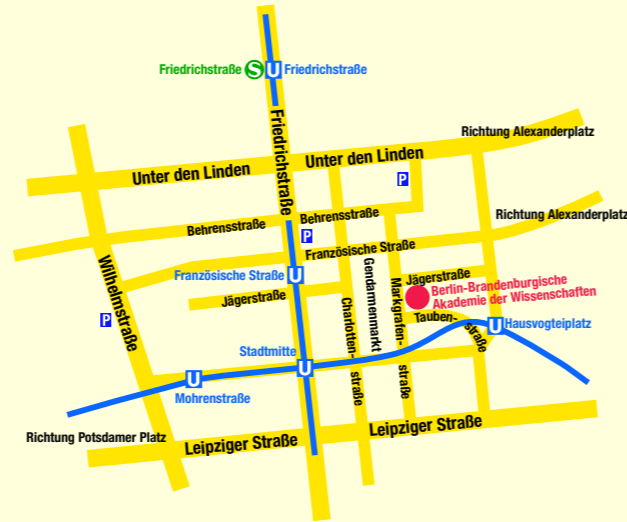 Friedrichstraße S U Friedrichstraße
Friedrichstraße
Richtung Alexanderplatz
Unter den Linden
Unter den Linden
P
Behrensstraße
Behrensstraße
Richtung Alexanderplatz
P
Französische Straße
Wilhelmstraße
Französische Straße U
Gendarmenmarkt
Jägerstraße
Markgrafen-
straße
Berlin-Brandenburgische
Akademie der Wissenschaften
Jägerstraße
Charlotten-
straße
P
Tauben-
straße
U Hausvogteiplatz
Stadtmitte
U
U
Mohrenstraße
Richtung Potsdamer Platz
Leipziger Straße
Leipziger Straße